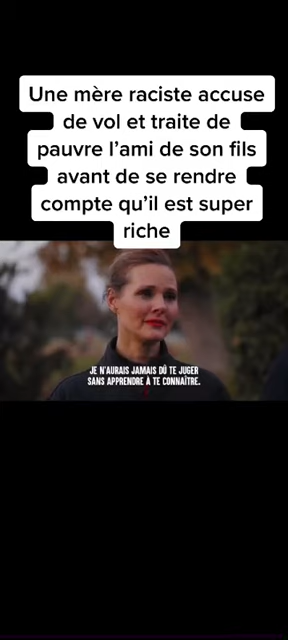 Une mère raciste accuse
de vol et traite de
pauvre l'ami de son fils
avant de se rendre
compte qu'il est super
riche
JE N'AURAIS JAMAIS DÛ TE JUGER
SANS APPRENDRE À TE CONNAÎTRE.